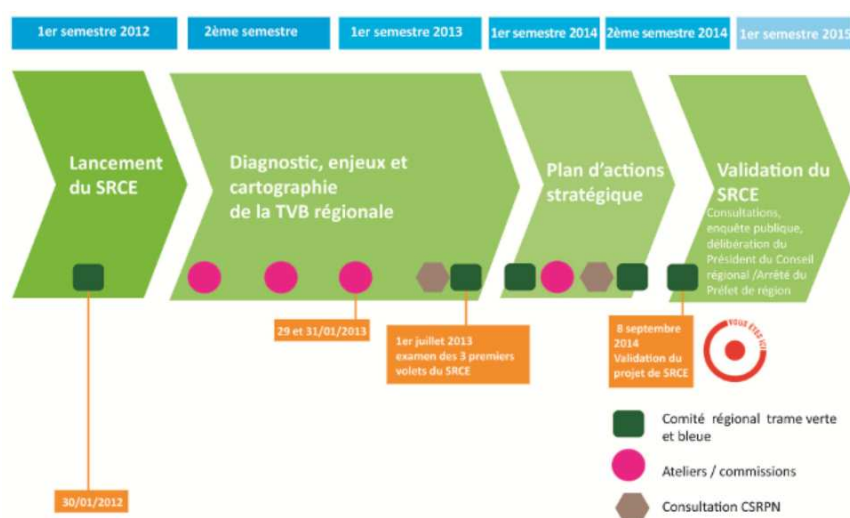 1er semestre 2012
2ème semestre
1er semestre 2013
1er semestre 2014
2ème semestre 2014
1er semestre 2015
Lancement
du SRCE
Diagnostic, enjeux et
cartographie
de la TVB régionale
Plan d'actions
stratégique
Validation du
SRCE
Consultations,
enquête publique,
délibération du
Président du Conseil
régional /Arrêté du
Préfet de région
29 et 31/01/2013
1er juillet 2013
examen des 3 premiers
volets du SRCE
8 septembre
2014
Validation du
projet de SRCE
VOUS ÊTES ICI
30/01/2012
Comité régional trame verte
et bleue
Ateliers / commissions
Consultation CSRPN